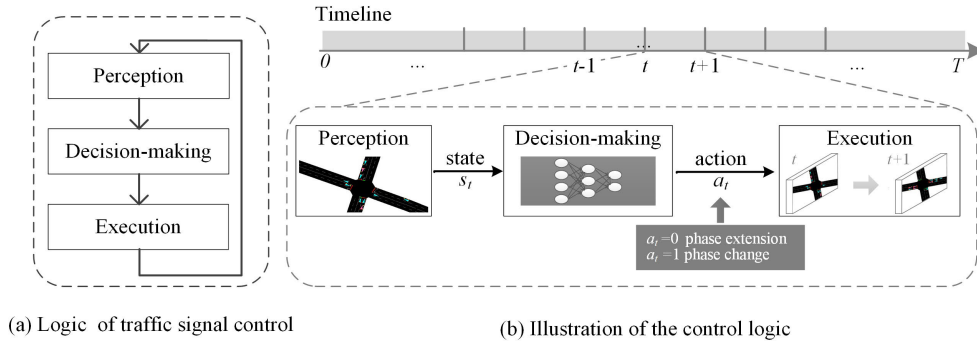 Timeline
0 ... t-1 ... t t+1 ... T
Perception
Decision-making
Execution
Perception
state
s_t
Decision-making
action
a_t
Execution
t
t+1
a_t =0 phase extension
a_t =1 phase change
(a) Logic of traffic signal control
(b) Illustration of the control logic